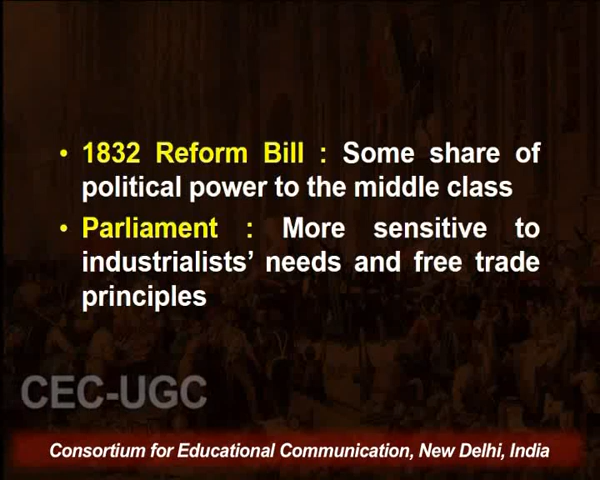 • 1832 Reform Bill : Some share of
political power to the middle class
• Parliament : More sensitive to
industrialists’ needs and free trade
principles
CEC-UGC
Consortium for Educational Communication, New Delhi, India